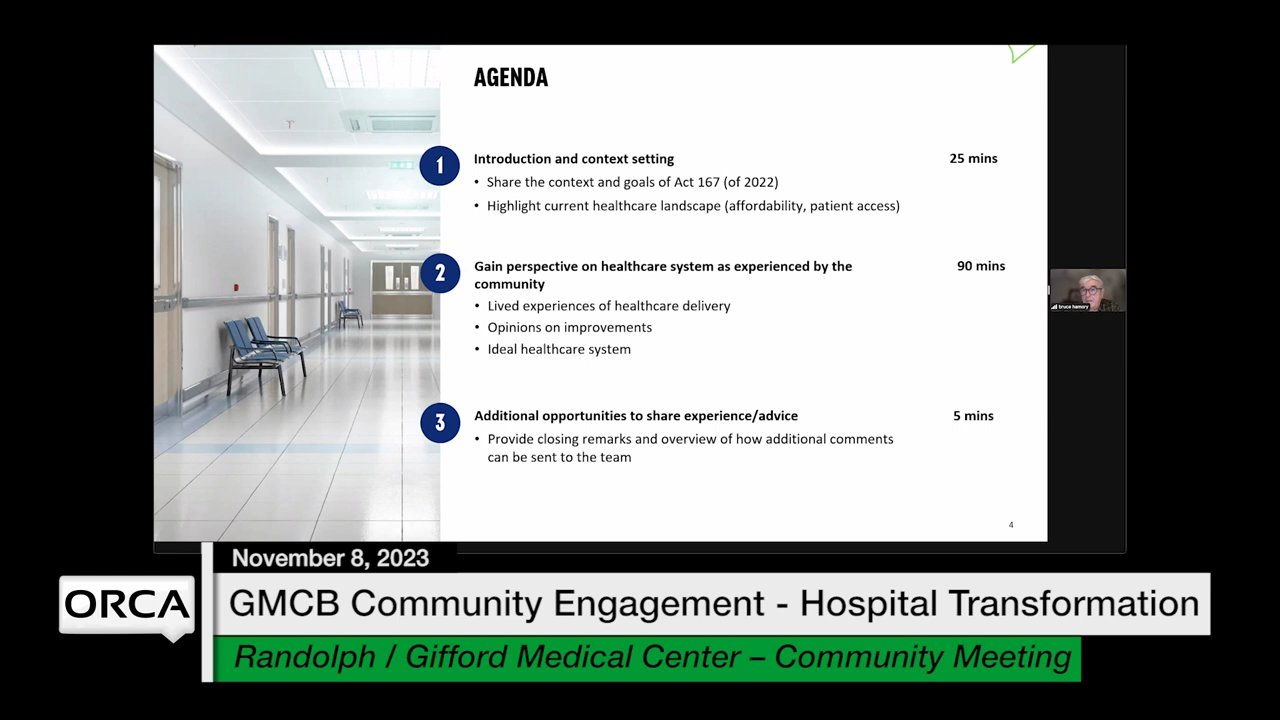 AGENDA
1
Introduction and context setting
25 mins
• Share the context and goals of Act 167 (of 2022)
• Highlight current healthcare landscape (affordability, patient access)
2
Gain perspective on healthcare system as experienced by the
community
90 mins
• Lived experiences of healthcare delivery
• Opinions on improvements
• Ideal healthcare system
3
Additional opportunities to share experience/advice
5 mins
• Provide closing remarks and overview of how additional comments
can be sent to the team
4
bruce hamory
November 8, 2023
ORCA
GMCB Community Engagement - Hospital Transformation
Randolph / Gifford Medical Center – Community Meeting